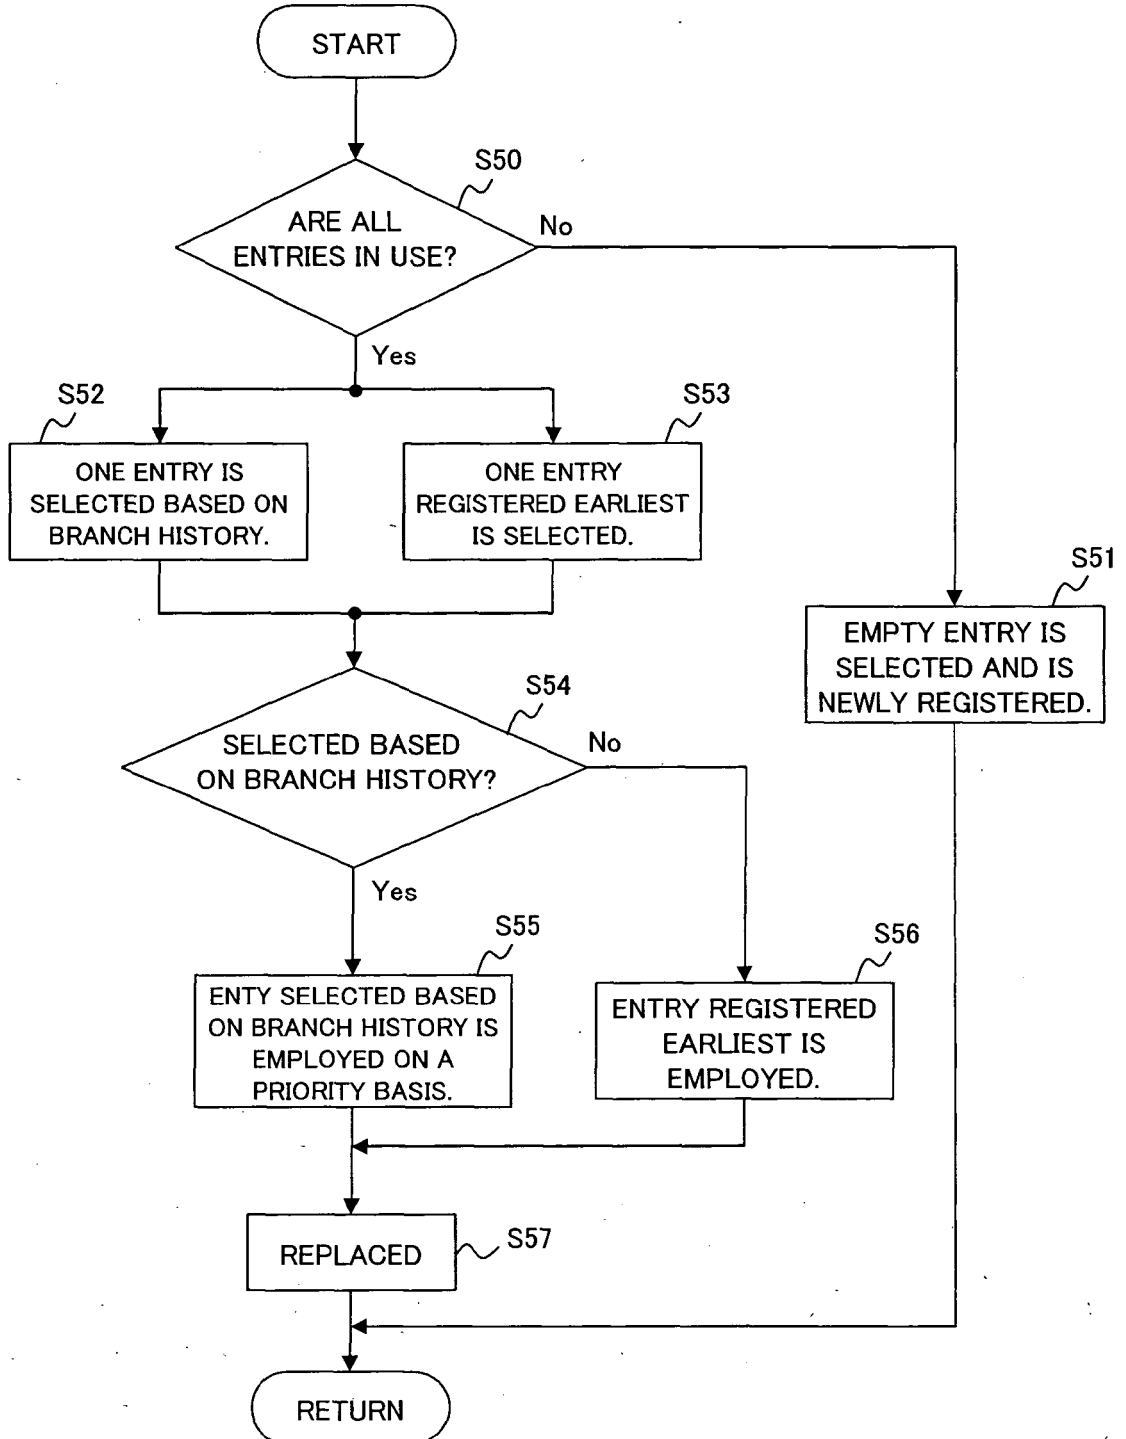 START
S50
ARE ALL
ENTRIES IN USE?
No
Yes
S52
S53
ONE ENTRY IS
SELECTED BASED ON
BRANCH HISTORY.
ONE ENTRY
REGISTERED EARLIEST
IS SELECTED.
S51
EMPTY ENTRY IS
SELECTED AND IS
NEWLY REGISTERED.
S54
SELECTED BASED
ON BRANCH HISTORY?
No
Yes
S55
S56
ENTY SELECTED BASED
ON BRANCH HISTORY IS
EMPLOYED ON A
PRIORITY BASIS.
ENTRY REGISTERED
EARLIEST IS
EMPLOYED.
REPLACED
S57
RETURN